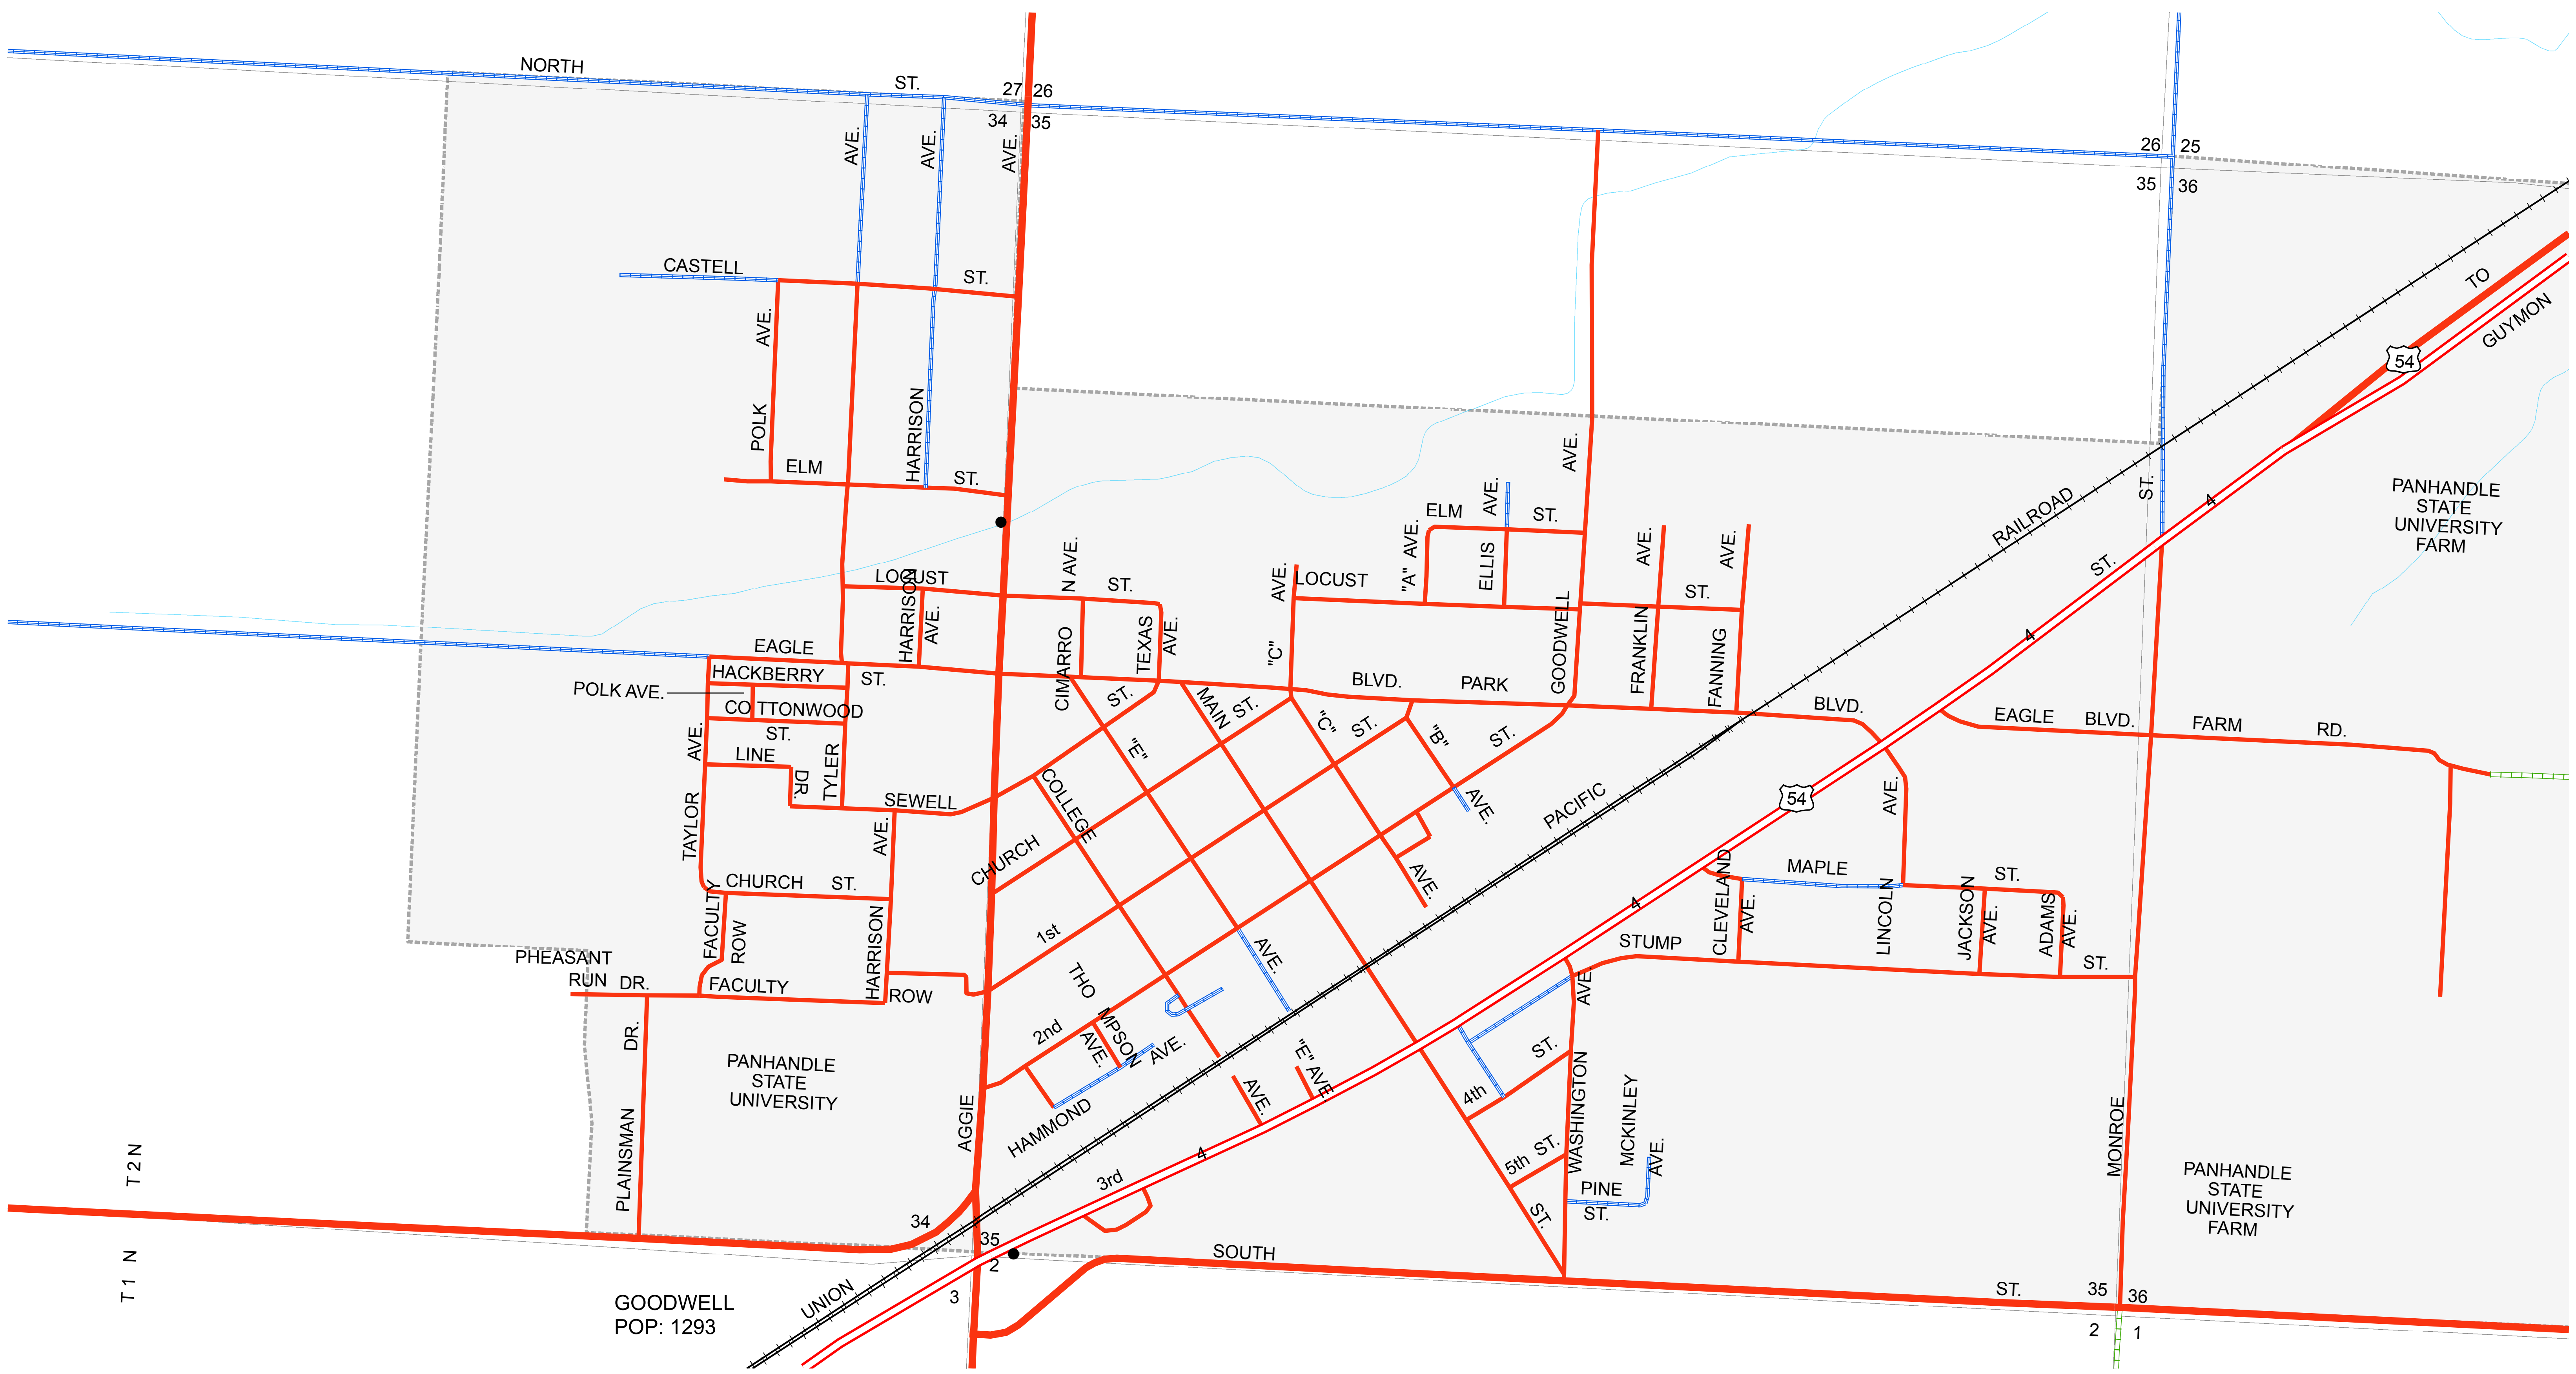 NORTH
ST.
27
26
34
35
AVE.
AVE.
AVE.
26
25
35
36
CASTELL
ST.
TO
GUYMON
54
AVE.
POLK
HARRISON
ELM
ST.
AVE.
AVE.
ELM
ST.
"A" AVE.
ELLIS
AVE.
AVE.
RAILROAD
ST.
4
PANHANDLE
STATE
UNIVERSITY
FARM
LOCUST
HARRISON
AVE.
N AVE.
CIMARRO
ST.
TEXAS
AVE.
AVE.
"C"
LOCUST
GOODWELL
FRANKLIN
ST.
FANNING
ST.
4
EAGLE
HACKBERRY
ST.
POLK AVE.
COTTONWOOD
ST.
AVE.
LINE
DR.
TYLER
TAYLOR
SEWELL
ST.
MAIN
ST.
"E"
"C"
ST.
BLVD.
PARK
"B"
ST.
BLVD.
EAGLE
BLVD.
FARM
RD.
COLLEGE
AVE.
PACIFIC
54
AVE.
AVE.
CHURCH
CHURCH
ST.
FACULTY
ROW
HARRISON
AVE.
4
CLEVELAND
AVE.
MAPLE
LINCOLN
ST.
JACKSON
AVE.
ADAMS
AVE.
STUMP
ST.
1st
AVE.
PHEASANT
RUN
DR.
FACULTY
ROW
THO
MPSON
AVE.
2nd
AVE.
AVE.
DR.
PLAINSMAN
PANHANDLE
STATE
UNIVERSITY
AGGIE
HAMMOND
AVE.
"E"
AVE.
ST.
4th
WASHINGTON
MCKINLEY
AVE.
5th
ST.
PINE
ST.
ST.
4
3rd
MONROE
PANHANDLE
STATE
UNIVERSITY
FARM
T 2 N
T 1 N
34
35
2
3
SOUTH
ST.
35
36
2
1
UNION
GOODWELL
POP: 1293